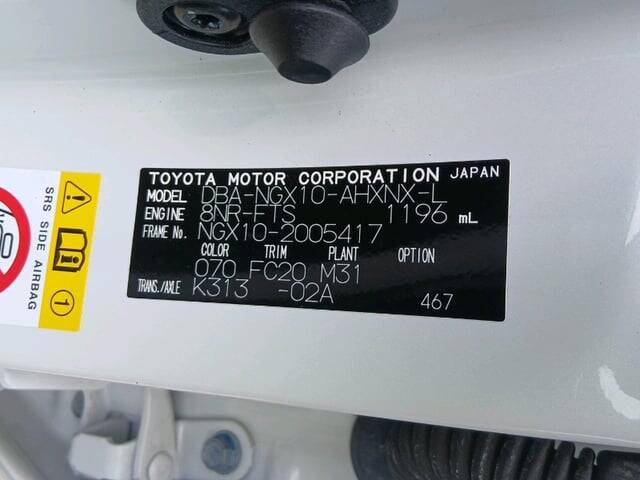 TOYOTA MOTOR CORPORATION JAPAN
MODEL DBA-NGX10-AHXNX-L
ENGINE 8NR-FTS 1196 mL
FRAME No. NGX10-2005417
COLOR TRIM PLANT OPTION
070 FC20 M31
TRANS./AXLE K313 -02A
467
SRS SIDE AIRBAG
1